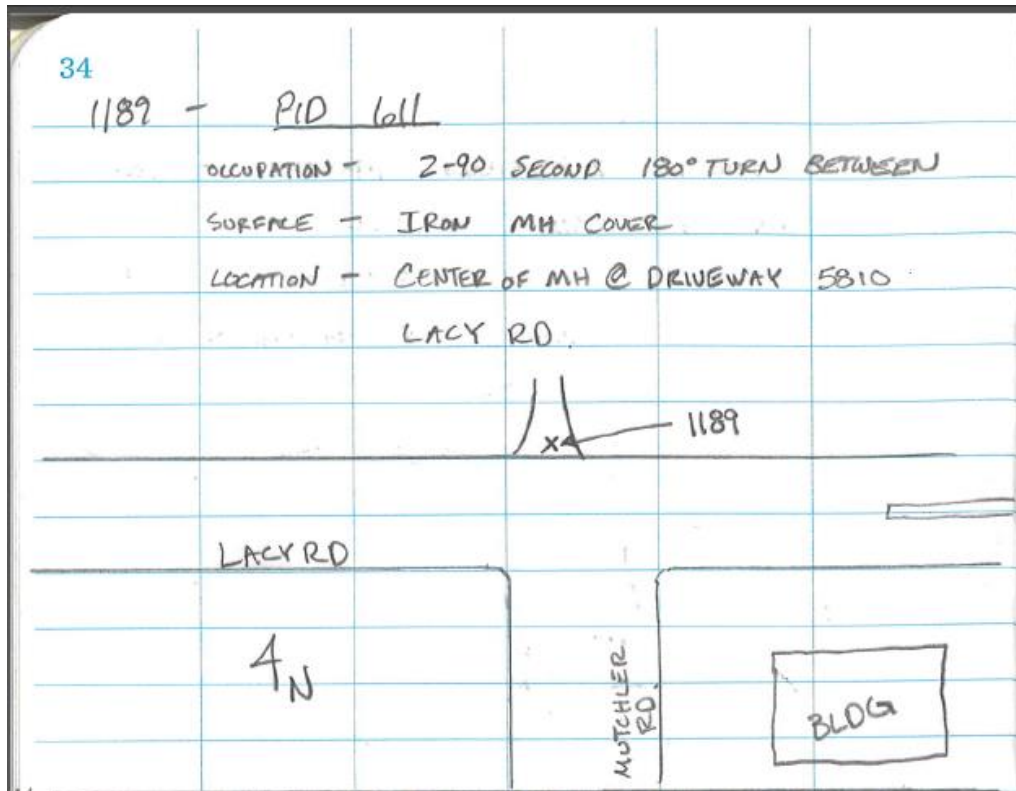 34
1189 - PID 611
OCCUPATION - 2-90 SECOND 180° TURN BETWEEN
SURFACE - IRON MH COVER
LOCATION - CENTER OF MH @ DRIVEWAY 5810
LACY RD.
1189
LACY RD
N
MUTCHLER
RD.
BLDG